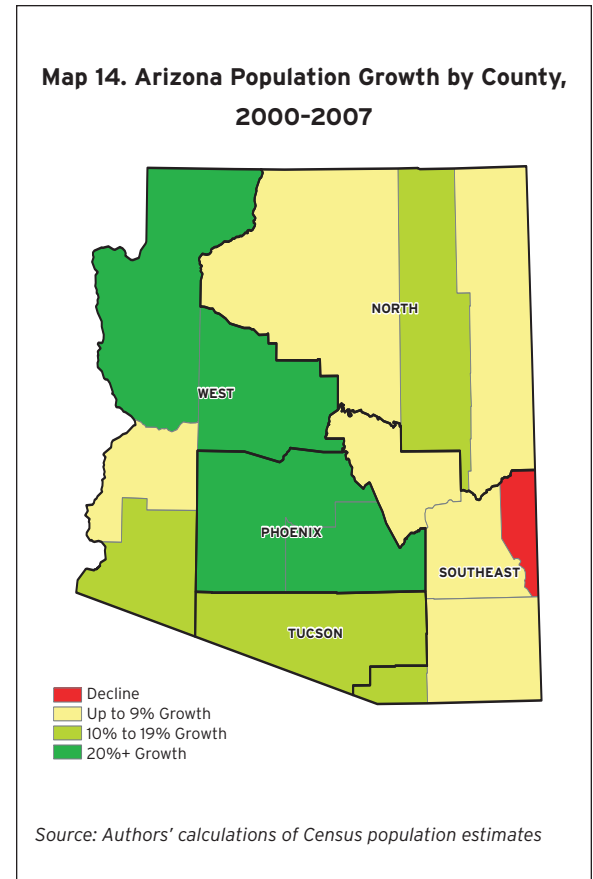 Map 14. Arizona Population Growth by County,
2000-2007
NORTH
WEST
PHOENIX
SOUTHEAST
TUCSON
Decline
Up to 9% Growth
10% to 19% Growth
20%+ Growth
Source: Authors’ calculations of Census population estimates